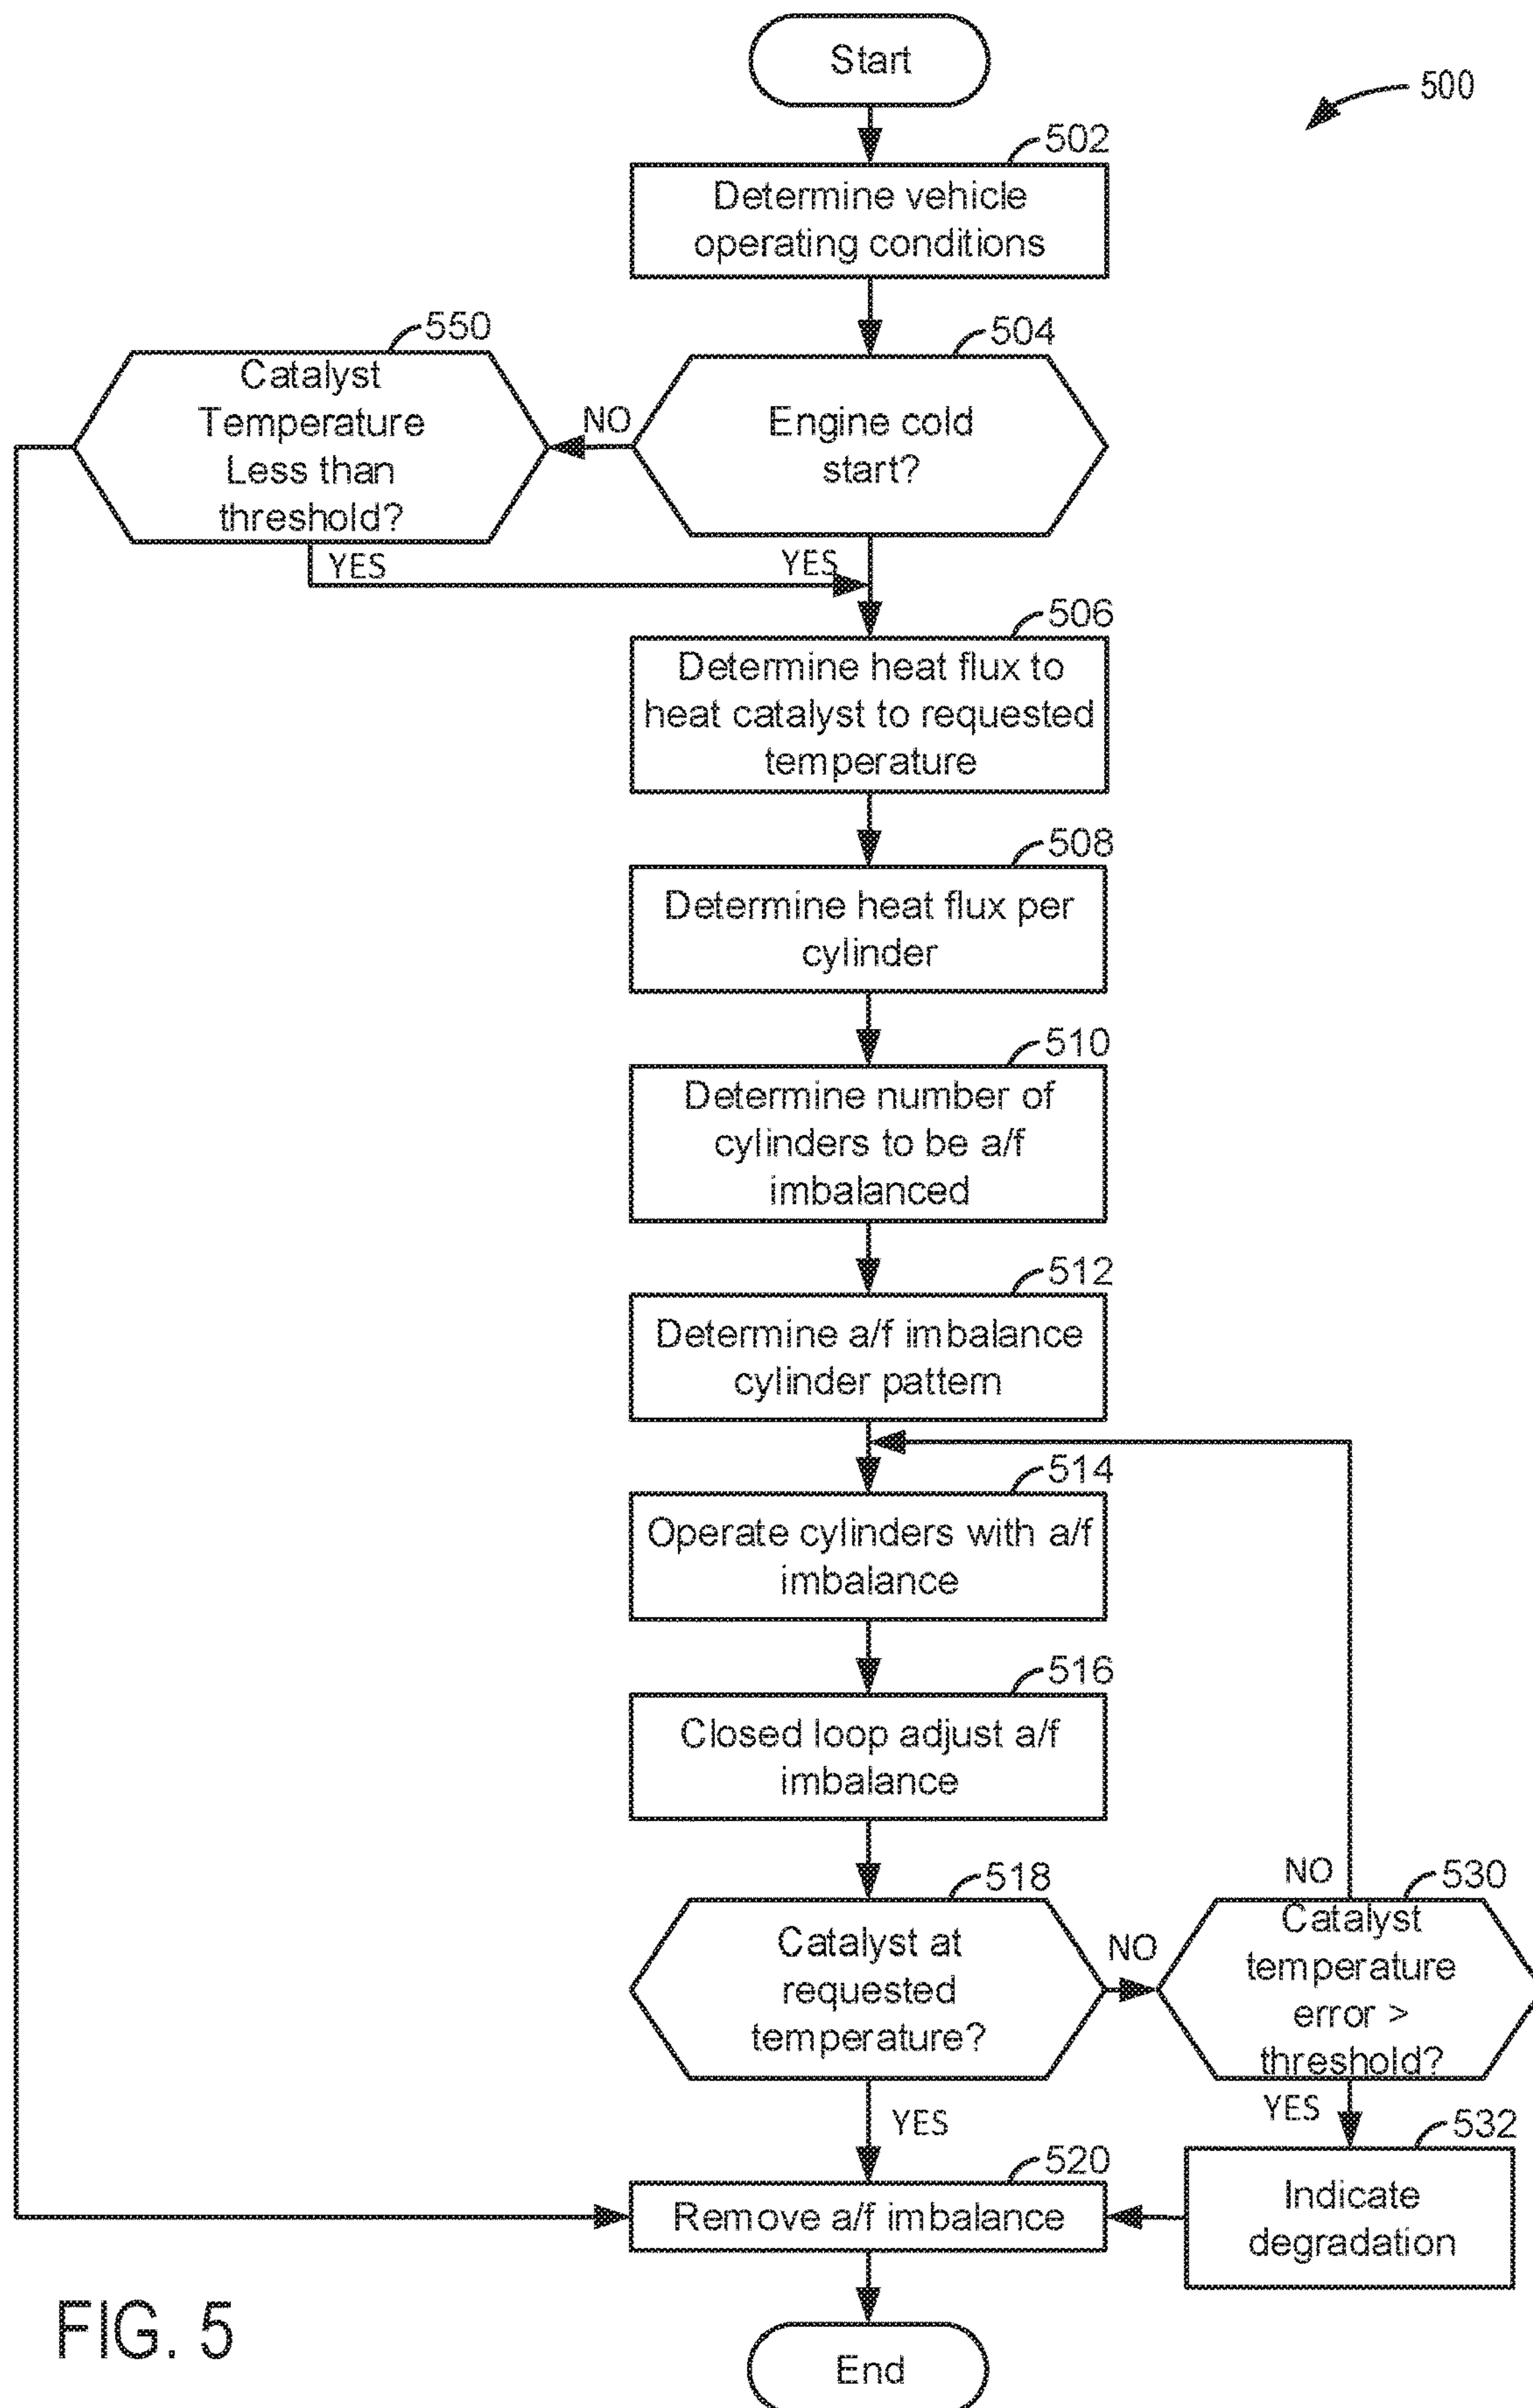 Start
500
502
Determine vehicle
operating conditions
550
504
Catalyst
Temperature
Less than
threshold?
NO
Engine cold
start?
YES
YES
506
Determine heat flux to
heat catalyst to requested
temperature
508
Determine heat flux per
cylinder
510
Determine number of
cylinders to be a/f
imbalanced
512
Determine a/f imbalance
cylinder pattern
514
Operate cylinders with a/f
imbalance
516
Closed loop adjust a/f
imbalance
518
Catalyst at
requested
temperature?
NO
NO
530
Catalyst
temperature
error >
threshold?
YES
YES
532
Indicate
degradation
520
Remove a/f imbalance
FIG. 5
End